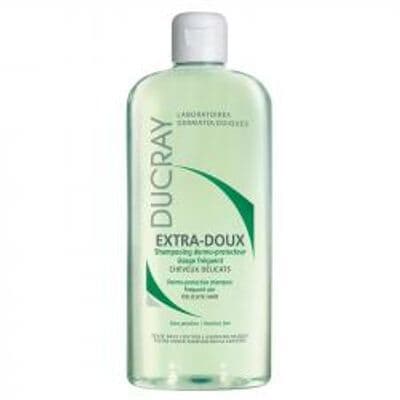 LABORATOIRES
DERMATOLOGIQUES
DUCRAY
EXTRA-DOUX
Shampooing dermo-protecteur
Usage fréquent
CHEVEUX DÉLICATS
Dermo-protective shampoo
Frequent use
DELICATE HAIR